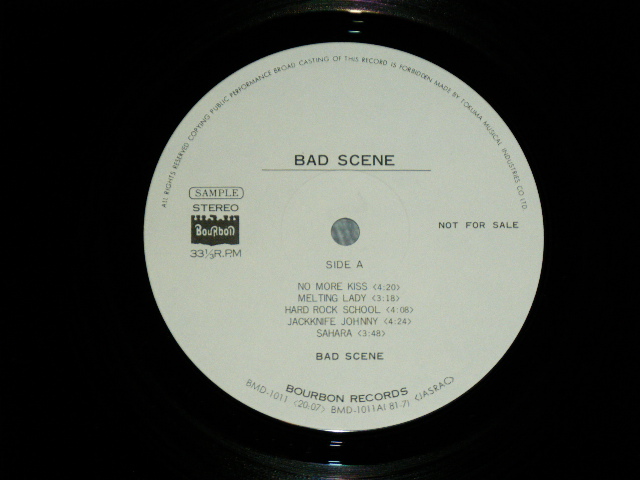 ALL RIGHTS RESERVED COPYING PUBLIC PERFORMANCE BROAD CASTING OF THIS RECORD IS FORBIDDEN MADE BY TOKUMA MUSICAL INDUSTRIES CO LTD
BAD SCENE
SAMPLE
STEREO
BouRbon
33⅓R.P.M
NOT FOR SALE
SIDE A
NO MORE KISS <4:20>
MELTING LADY <3:18>
HARD ROCK SCHOOL <4:08>
JACKKNIFE JOHNNY <4:24>
SAHARA <3:48>
BAD SCENE
BOURBON RECORDS
BMD-1011 <20:07> BMD-1011A( 81-7) <JASRAC>